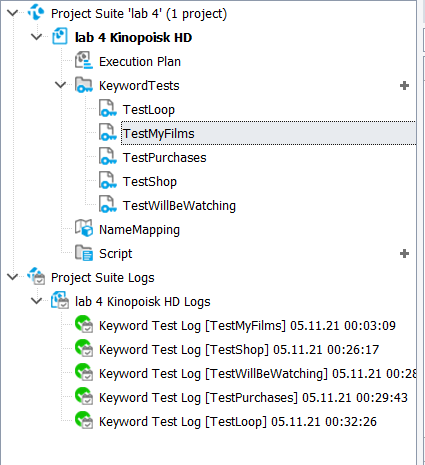 Project Suite 'lab 4' (1 project)
lab 4 Kinopoisk HD
Execution Plan
KeywordTests
TestLoop
TestMyFilms
TestPurchases
TestShop
TestWillBeWatching
NameMapping
Script
Project Suite Logs
lab 4 Kinopoisk HD Logs
Keyword Test Log [TestMyFilms] 05.11.21 00:03:09
Keyword Test Log [TestShop] 05.11.21 00:26:17
Keyword Test Log [TestWillBeWatching] 05.11.21 00:28
Keyword Test Log [TestPurchases] 05.11.21 00:29:43
Keyword Test Log [TestLoop] 05.11.21 00:32:26